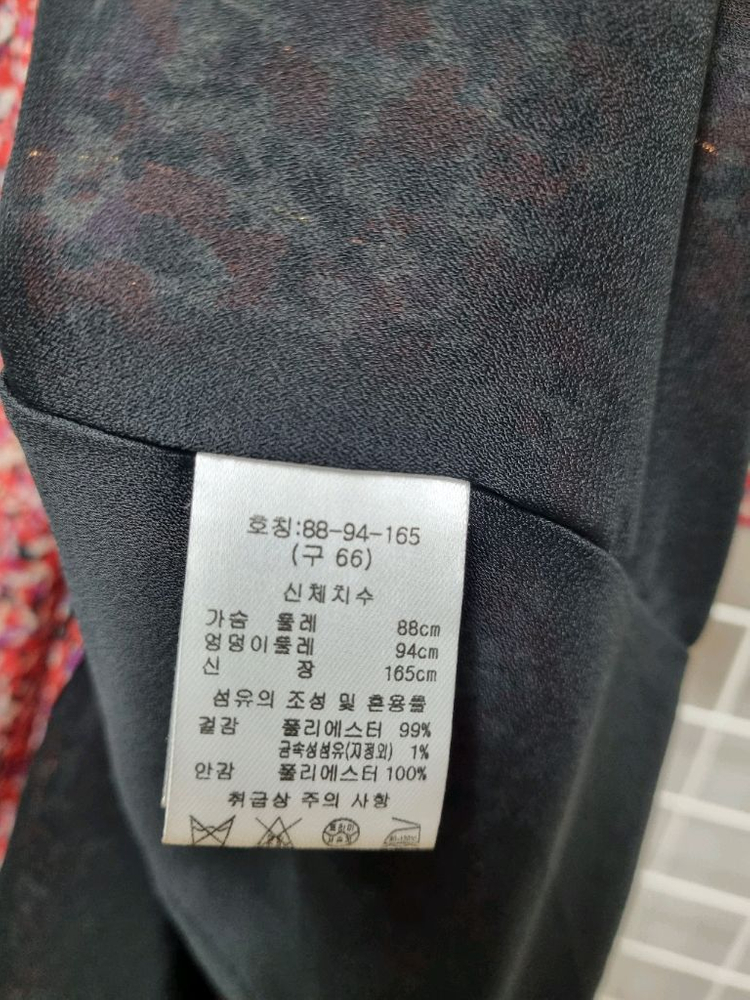 호칭:88-94-165
(구 66)
신체치수
가슴 둘레 88cm
엉덩이둘레 94cm
신 장 165cm
섬유의 조성 및 혼용률
겉감 폴리에스터 99%
금속성섬유(지정외) 1%
안감 폴리에스터 100%
취급상 주의 사항